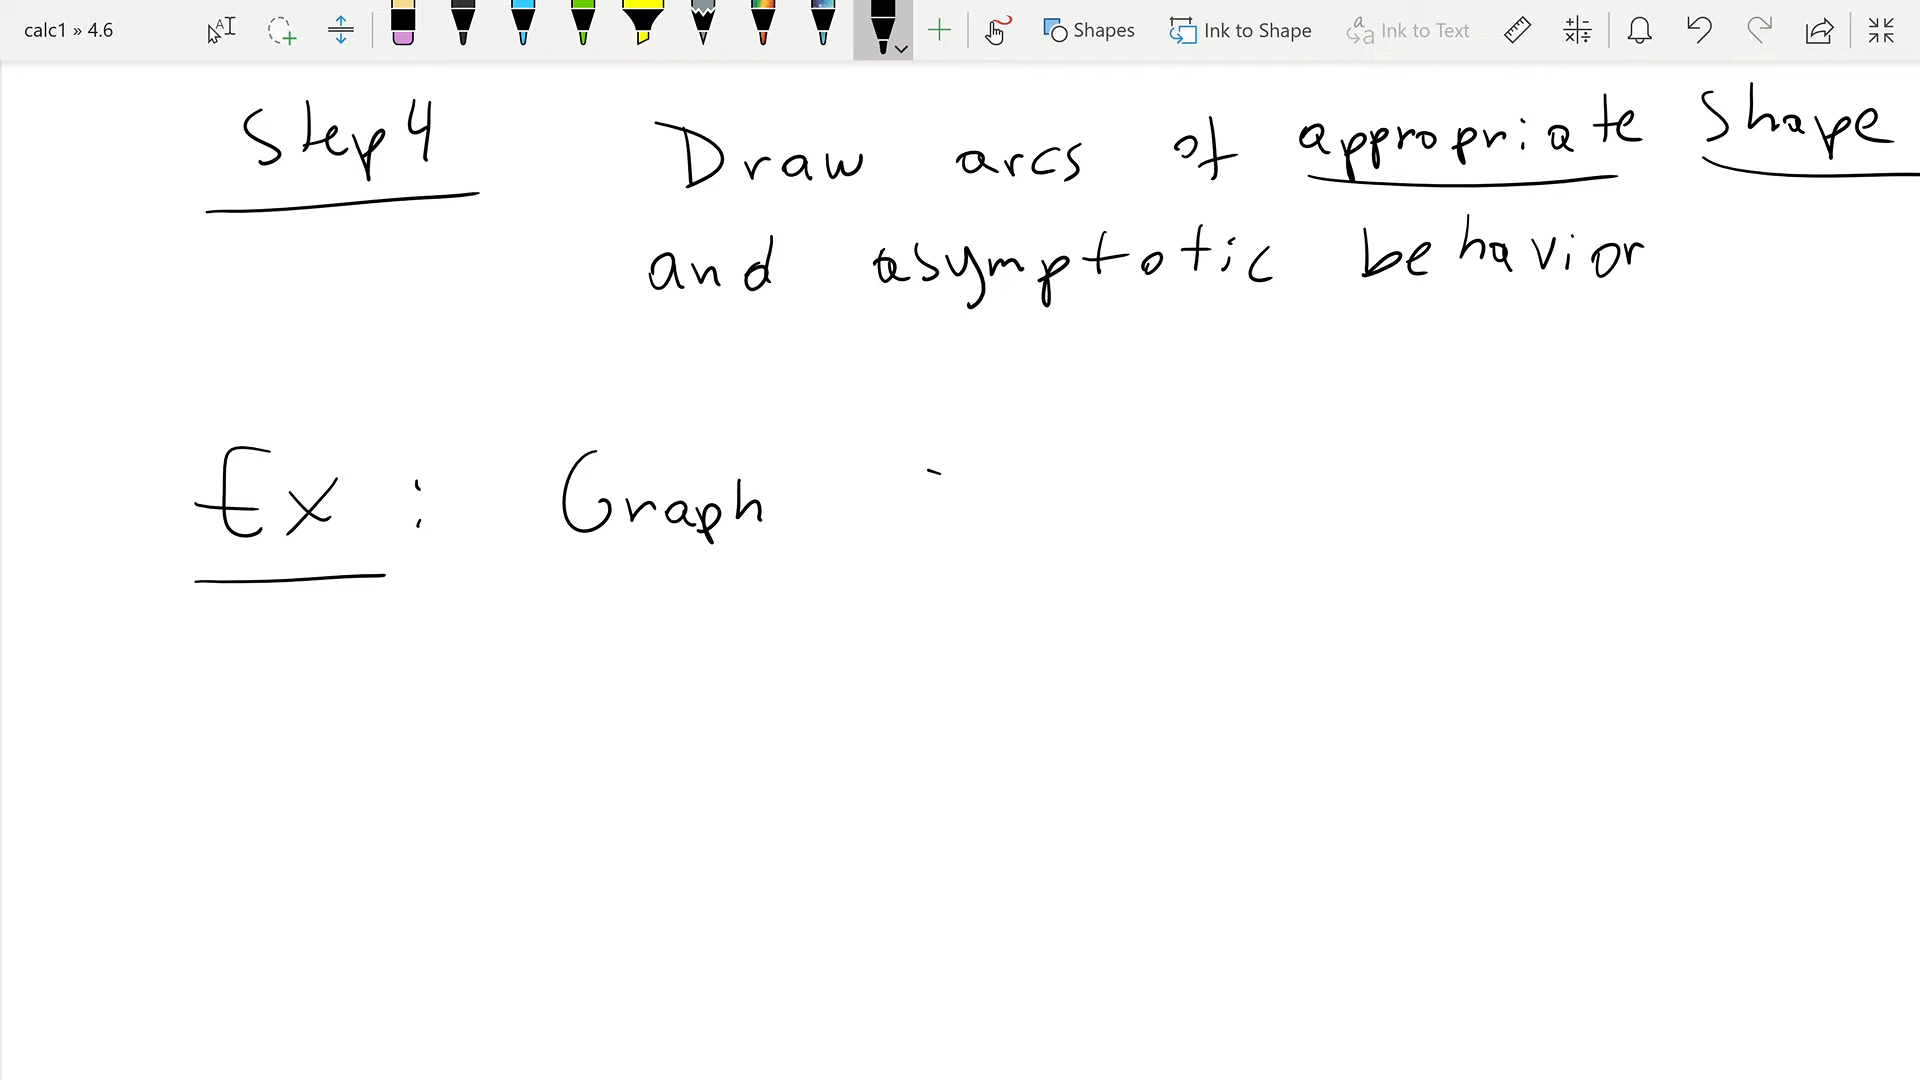 calc1 » 4.6 Shapes Ink to Shape Ink to Text
Step 4 Draw arcs of appropriate shape
and asymptotic behavior
Ex : Graph